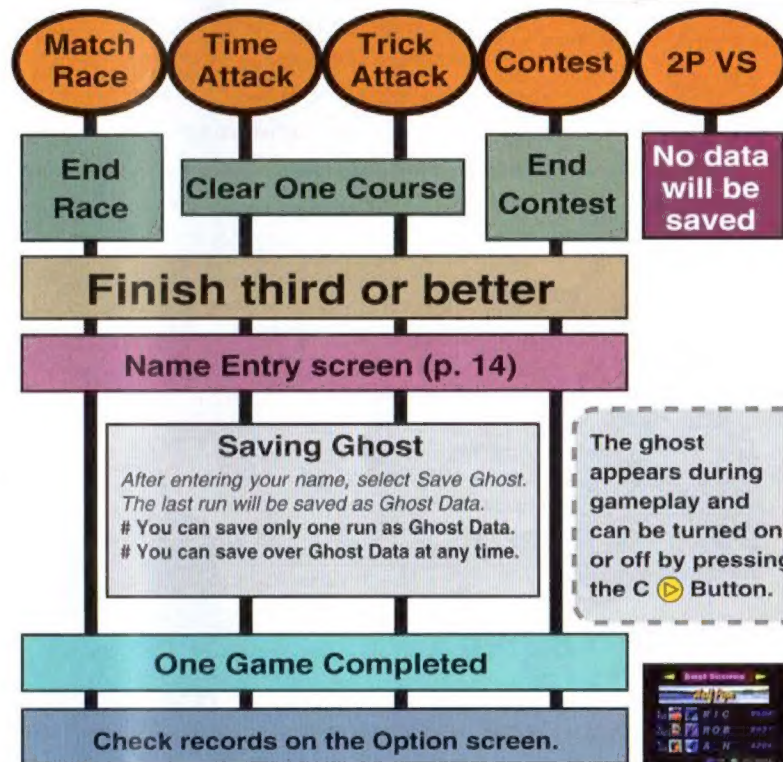 Match
Race
Time
Attack
Trick
Attack
Contest
2P VS
End
Race
Clear One Course
End
Contest
No data
will be
saved
Finish third or better
Name Entry screen (p. 14)
Saving Ghost
After entering your name, select Save Ghost.
The last run will be saved as Ghost Data.
# You can save only one run as Ghost Data.
# You can save over Ghost Data at any time.
The ghost
appears during
gameplay and
can be turned on
or off by pressing
the C Button.
One Game Completed
Check records on the Option screen.
Half Pipe
R I C
R O B